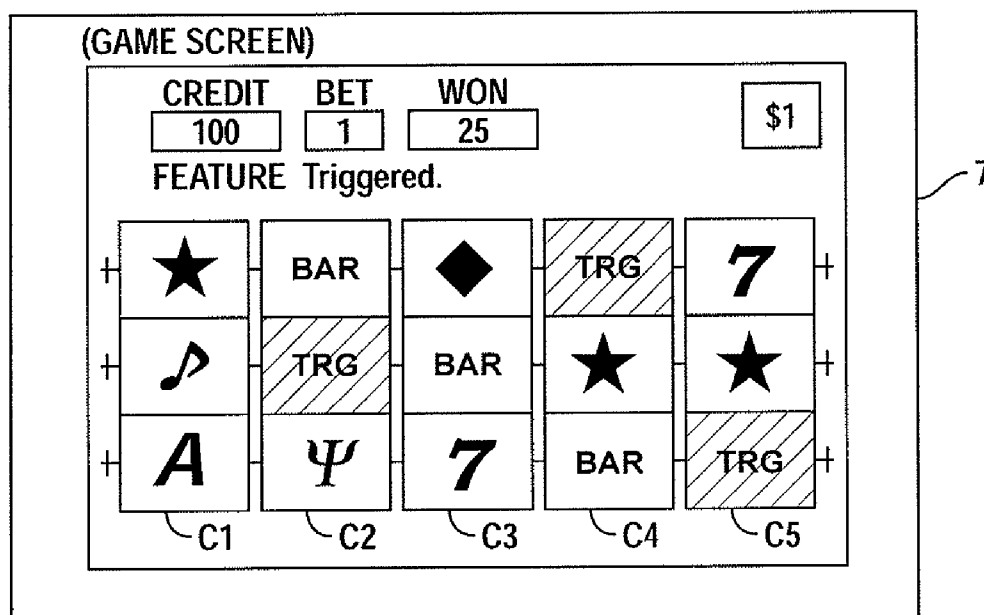 (GAME SCREEN)
CREDIT BET WON
100 1 25 $1
FEATURE Triggered.
7
BAR TRG 7
TRG BAR
A Ψ 7 BAR TRG
C1 C2 C3 C4 C5